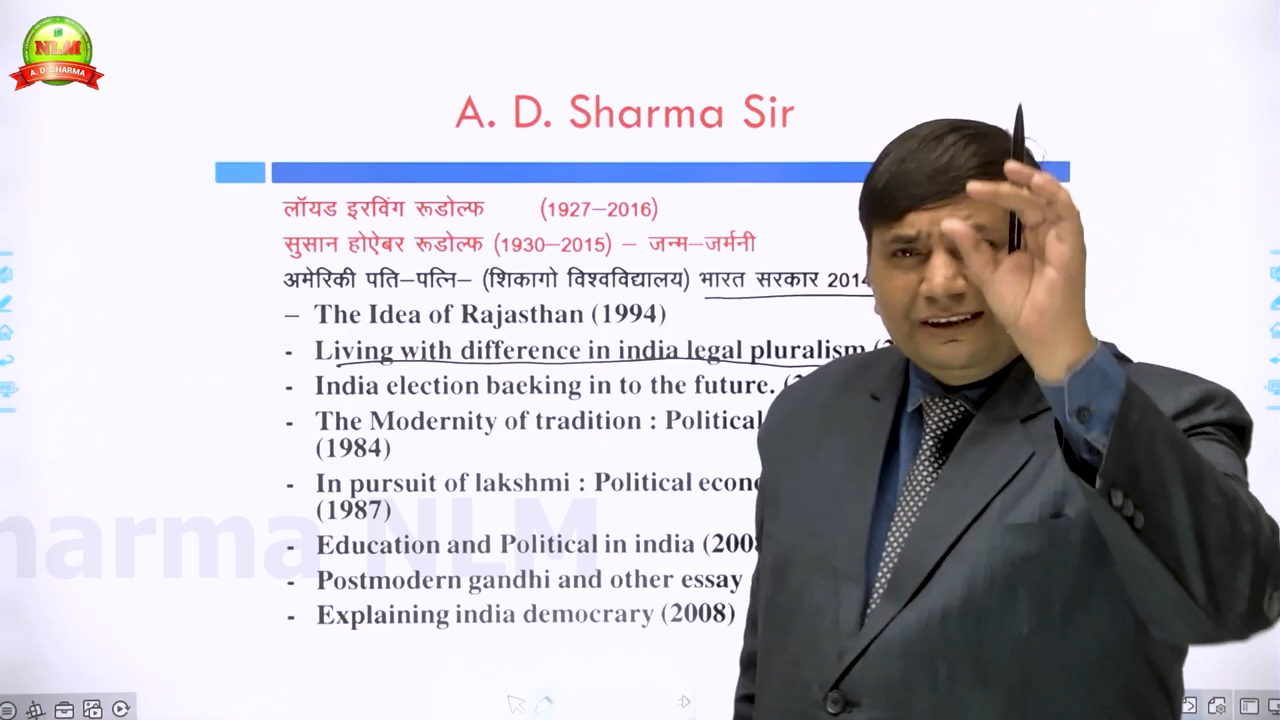 NLM
A. D. SHARMA
A. D. Sharma Sir
लॉयड इरविंग रूडोल्फ (1927–2016)
सुसान होऐबर रूडोल्फ (1930–2015) – जन्म–जर्मनी
अमेरिकी पति–पत्नि– (शिकागो विश्वविद्यालय) भारत सरकार 2014
– The Idea of Rajasthan (1994)
- Living with difference in india legal pluralism
- India election baeking in to the future.
- The Modernity of tradition : Political
(1984)
- In pursuit of lakshmi : Political
(1987)
- Education and Political in india
- Postmodern gandhi and other essay
- Explaining india democrary (2008)
harma NLM